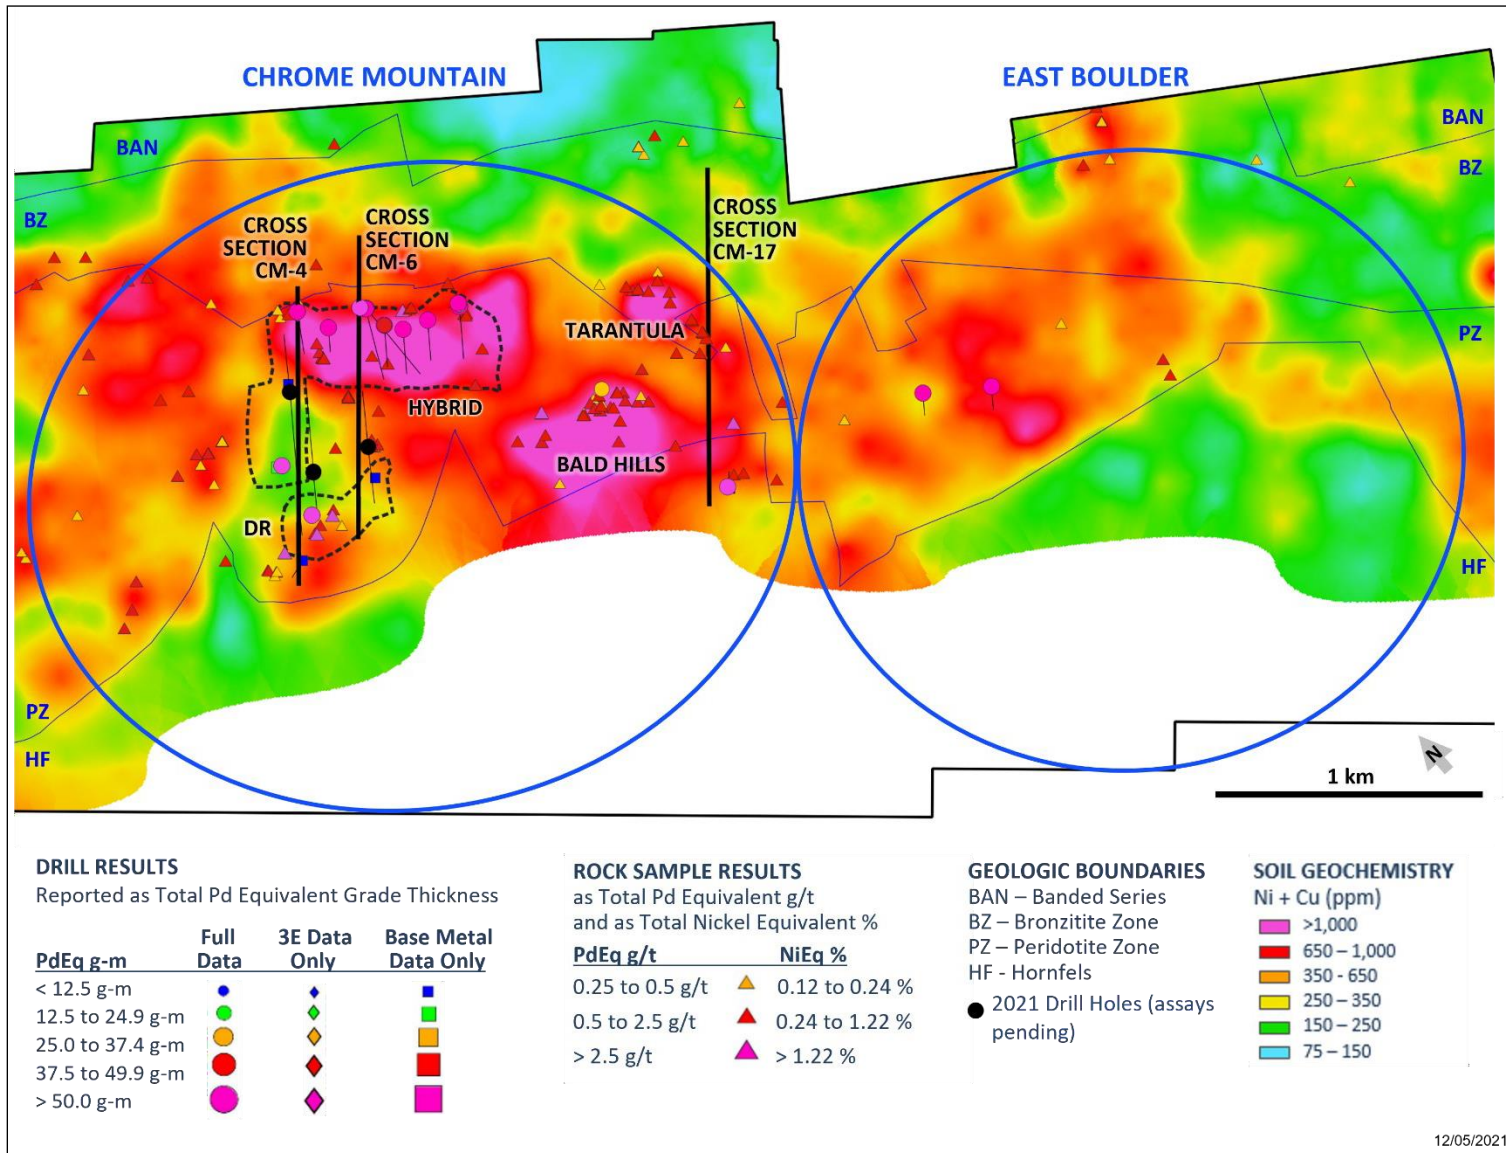 CHROME MOUNTAIN
EAST BOULDER
BAN
BAN
BZ
BZ
CROSS
SECTION
CM-4
CROSS
SECTION
CM-6
CROSS
SECTION
CM-17
TARANTULA
PZ
HYBRID
BALD HILLS
DR
HF
PZ
HF
N
1 km
DRILL RESULTS
Reported as Total Pd Equivalent Grade Thickness
PdEq g-m
Full
Data
3E Data
Only
Base Metal
Data Only
< 12.5 g-m
12.5 to 24.9 g-m
25.0 to 37.4 g-m
37.5 to 49.9 g-m
> 50.0 g-m
ROCK SAMPLE RESULTS
as Total Pd Equivalent g/t
and as Total Nickel Equivalent %
PdEq g/t NiEq %
0.25 to 0.5 g/t 0.12 to 0.24 %
0.5 to 2.5 g/t 0.24 to 1.22 %
> 2.5 g/t > 1.22 %
GEOLOGIC BOUNDARIES
BAN – Banded Series
BZ – Bronzitite Zone
PZ – Peridotite Zone
HF - Hornfels
2021 Drill Holes (assays
pending)
SOIL GEOCHEMISTRY
Ni + Cu (ppm)
>1,000
650 – 1,000
350 - 650
250 – 350
150 – 250
75 – 150
12/05/2021